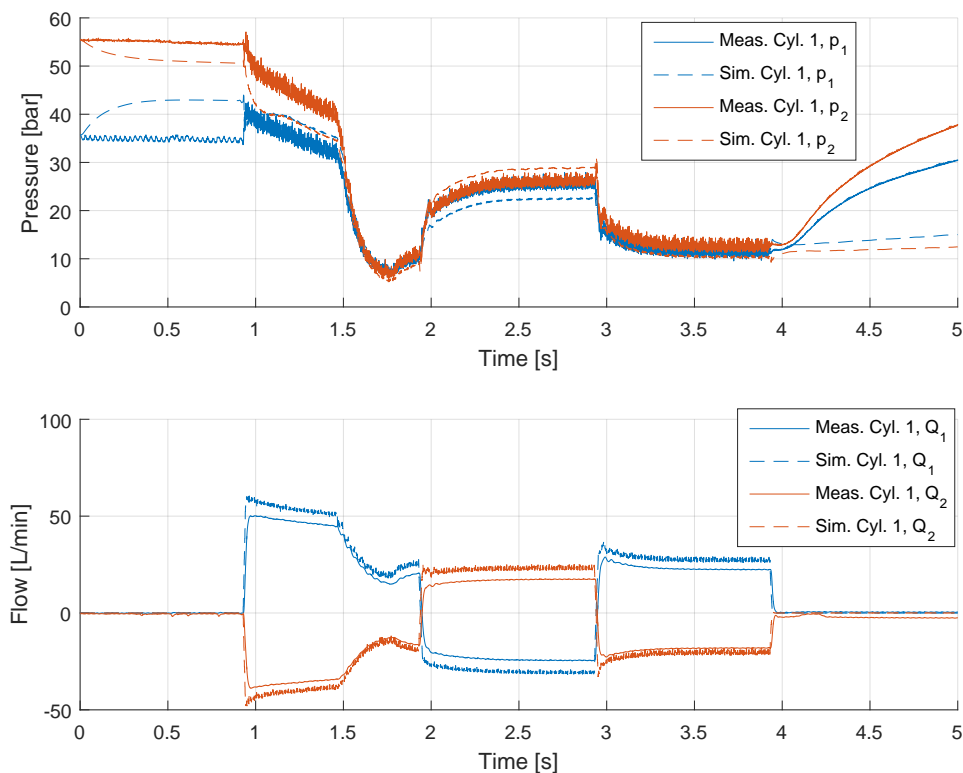 60
50
40
30
20
10
0
Pressure [bar]
Meas. Cyl. 1, p1
Sim. Cyl. 1, p1
Meas. Cyl. 1, p2
Sim. Cyl. 1, p2
0 0.5 1 1.5 2 2.5 3 3.5 4 4.5 5
Time [s]
100
50
0
-50
Flow [L/min]
Meas. Cyl. 1, Q1
Sim. Cyl. 1, Q1
Meas. Cyl. 1, Q2
Sim. Cyl. 1, Q2
0 0.5 1 1.5 2 2.5 3 3.5 4 4.5 5
Time [s]